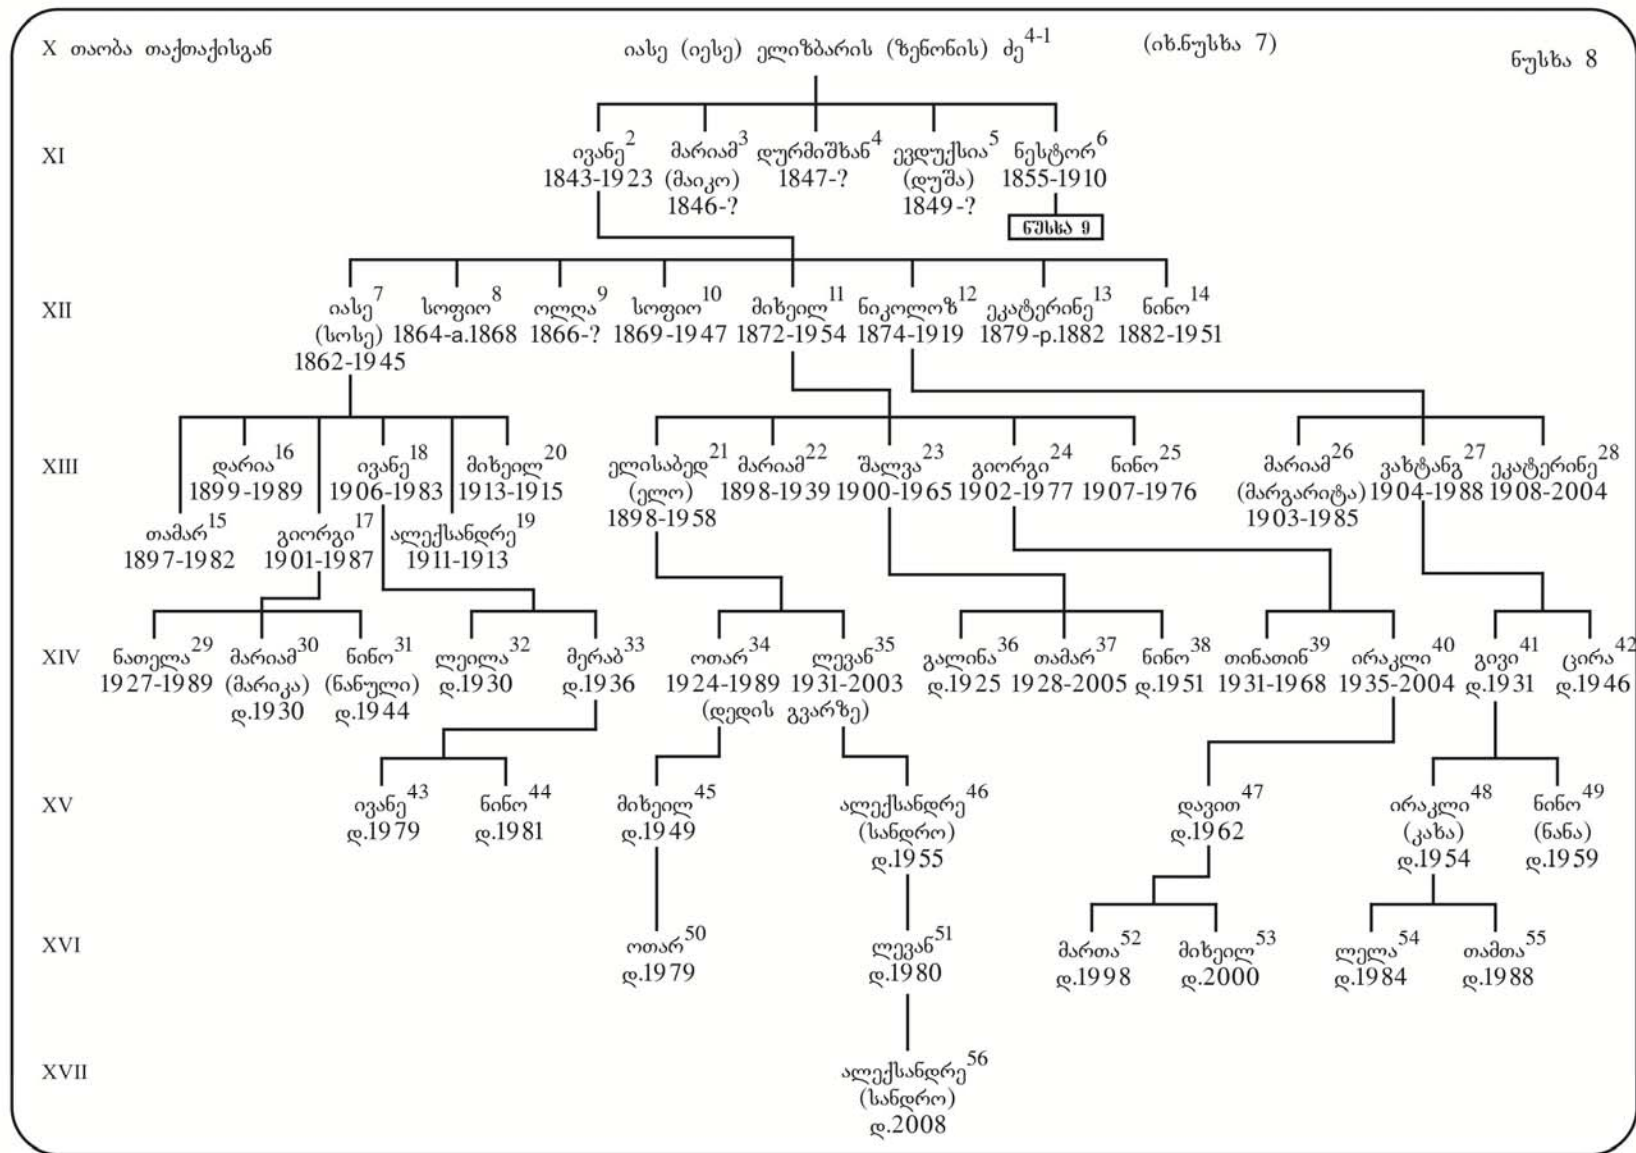 X თაობა თაქთაქისგან
იასე (იესე) ელიზბარის (ზენონის) ძე4-1
(იხ.ნუსხა 7)
ნუსხა 8
XI
ივანე2 მარიამ3 დურმიშხან4 ევდუქსია5 ნესტორ6
1843-1923 (მაიკო) 1847-? (დუშა) 1855-1910
1846-? 1849-?
ნუსხა 9
XII
იასე7 სოფიო8 ოლღა9 სოფიო10 მიხეილ11 ნიკოლოზ12 ეკატერინე13 ნინო14
(სოსე) 1864-a.1868 1866-? 1869-1947 1872-1954 1874-1919 1879-p.1882 1882-1951
1862-1945
XIII
დარია16 ივანე18 მიხეილ20 ელისაბედ21 მარიამ22 შალვა23 გიორგი24 ნინო25 მარიამ26 ვახტანგ27 ეკატერინე28
1899-1989 1906-1983 1913-1915 (ელო) 1898-1939 1900-1965 1902-1977 1907-1976 (მარგარიტა) 1904-1988 1908-2004
1898-1958 1903-1985
თამარ15 გიორგი17 ალექსანდრე19
1897-1982 1901-1987 1911-1913
XIV
ნათელა29 მარიამ30 ნინო31 ლეილა32 მერაბ33 ოთარ34 ლევან35 გალინა36 თამარ37 ნინო38 თინათინ39 ირაკლი40 გივი41 ცირა42
1927-1989 (მარიკა) (ნანული) დ.1930 დ.1936 1924-1989 1931-2003 დ.1925 1928-2005 დ.1951 1931-1968 1935-2004 დ.1931 დ.1946
დ.1930 დ.1944 (დედის გვარზე)
XV
ივანე43 ნინო44 მიხეილ45 ალექსანდრე46 დავით47 ირაკლი48 ნინო49
დ.1979 დ.1981 დ.1949 (სანდრო) დ.1962 (კახა) (ნანა)
დ.1955 დ.1954 დ.1959
XVI
ოთარ50 ლევან51 მართა52 მიხეილ53 ლელა54 თამთა55
დ.1979 დ.1980 დ.1998 დ.2000 დ.1984 დ.1988
XVII
ალექსანდრე56
(სანდრო)
დ.2008